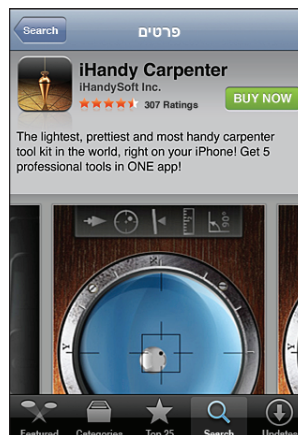 Search
פרטים
iHandy Carpenter
iHandySoft Inc.
307 Ratings
BUY NOW
The lightest, prettiest and most handy carpenter
tool kit in the world, right on your iPhone! Get 5
professional tools in ONE app!
90°
Y
Featured
Categories
Top 25
Search
Updates